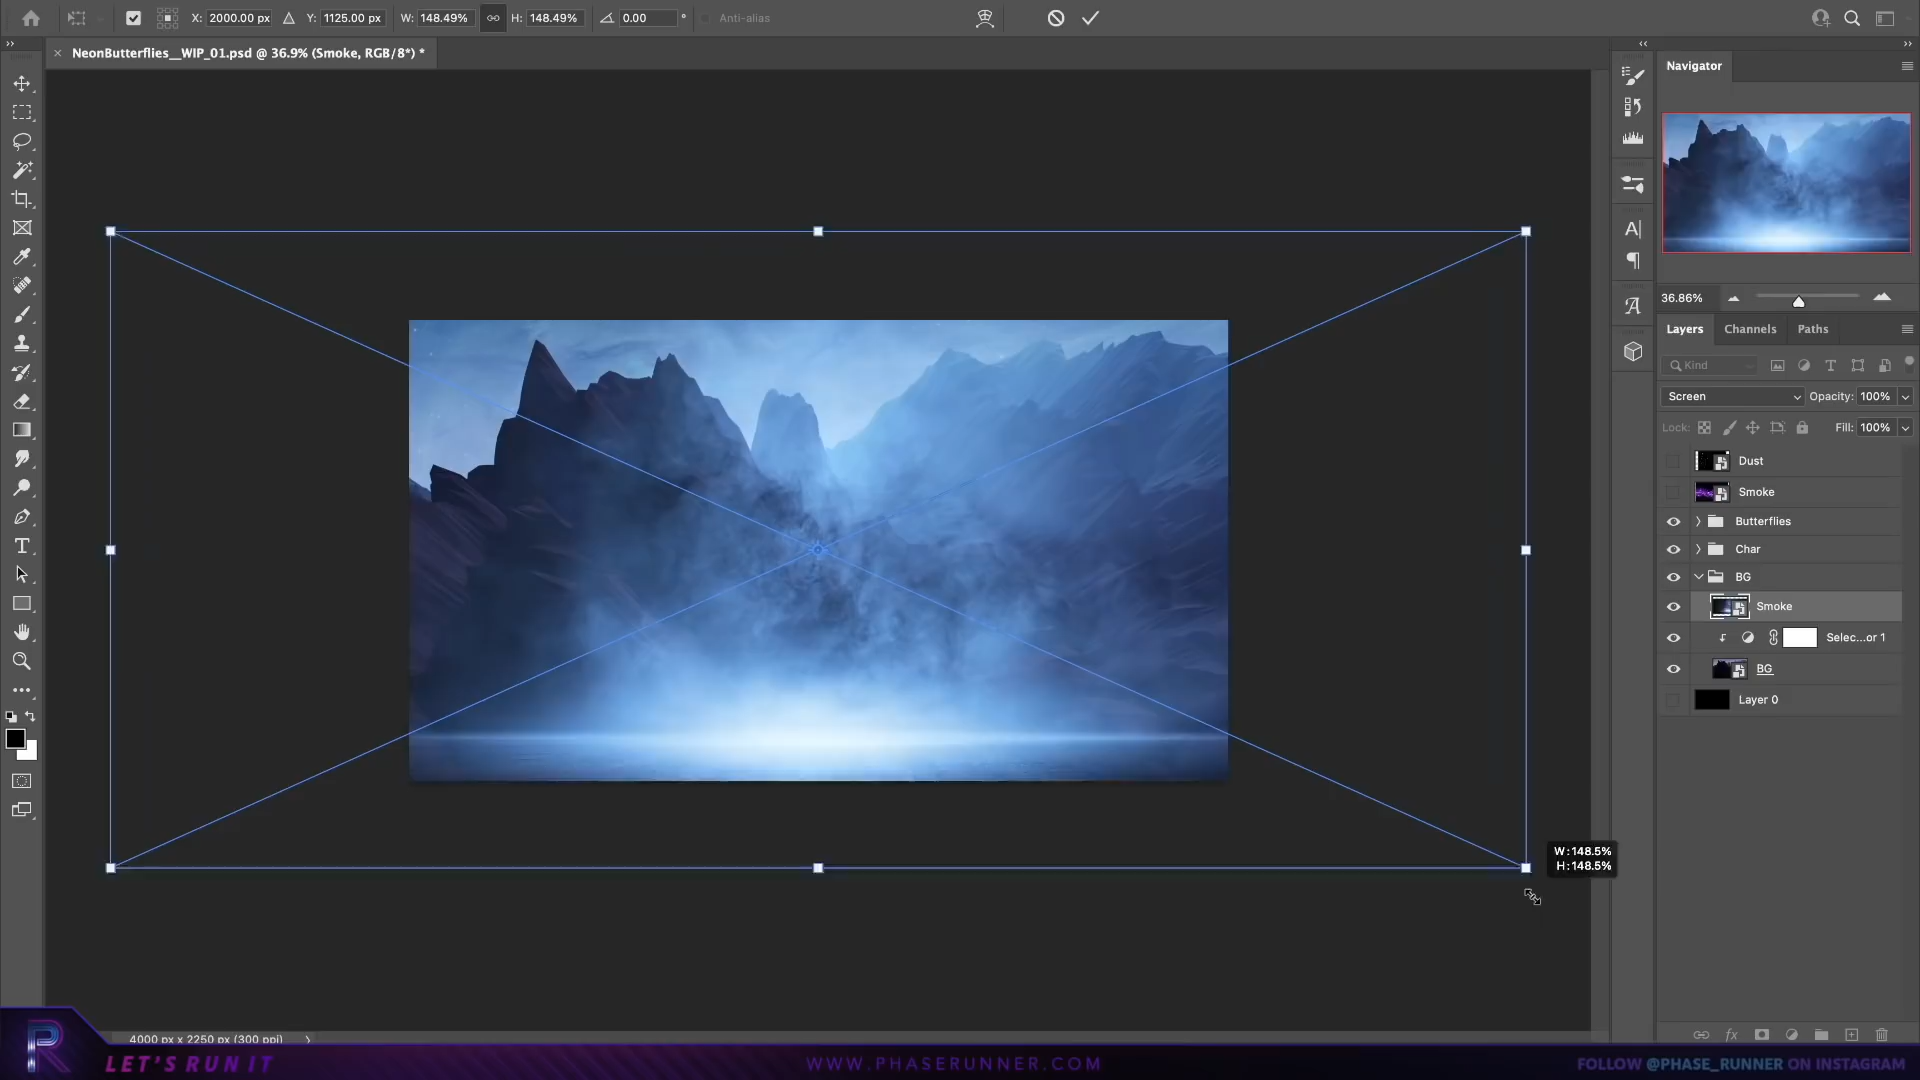 X: 2000.00 px Y: 1125.00 px W: 148.49% H: 148.49% 0.00 ° Anti-alias
NeonButterflies__WIP_01.psd @ 36.9% (Smoke, RGB/8*) *
Navigator
36.86%
Layers Channels Paths
Kind
Screen Opacity: 100%
Lock: Fill: 100%
Dust
Smoke
Butterflies
Char
BG
Smoke
Selec...or 1
BG
Layer 0
W: 148.5%
H: 148.5%
4000 px x 2250 px (300 ppi)
LET'S RUN IT
WWW.PHASERUNNER.COM
FOLLOW @PHASE_RUNNER ON INSTAGRAM